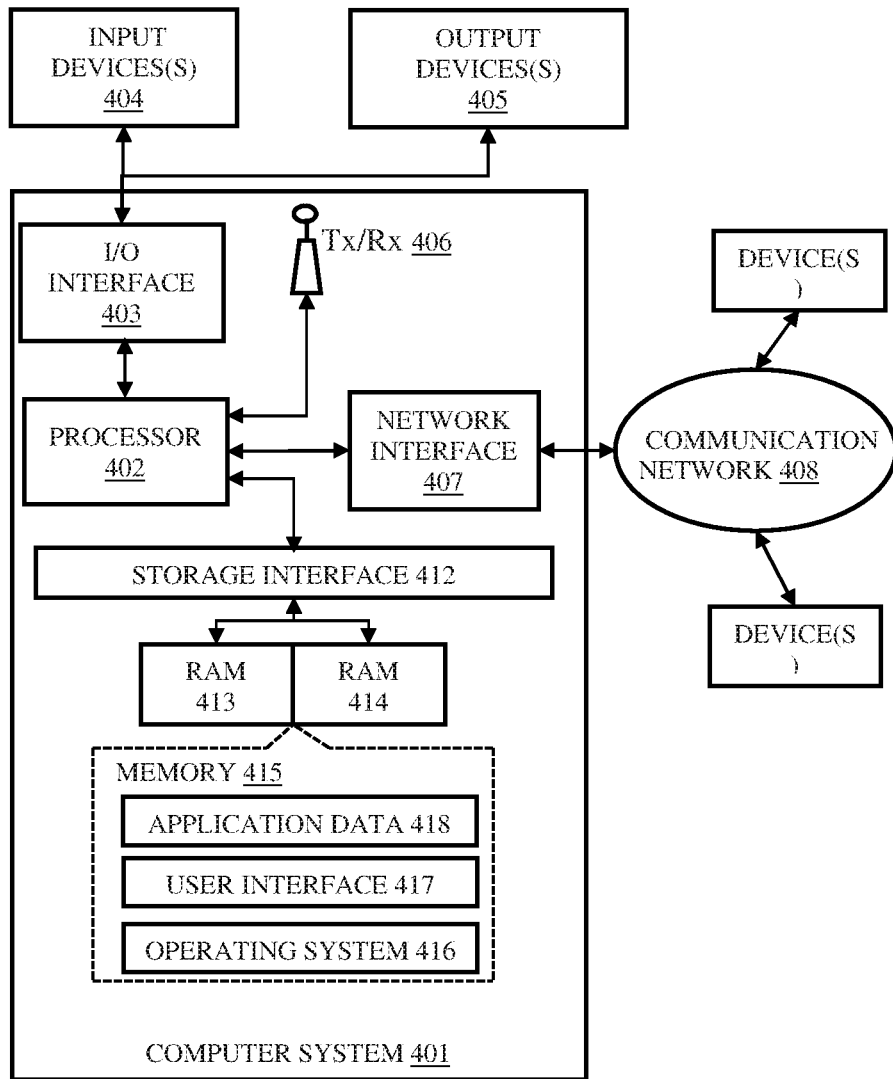 INPUT
DEVICES(S)
404
OUTPUT
DEVICES(S)
405
I/O
INTERFACE
403
Tx/Rx 406
DEVICE(S
)
PROCESSOR
402
NETWORK
INTERFACE
407
COMMUNICATION
NETWORK 408
STORAGE INTERFACE 412
DEVICE(S
)
RAM
413
RAM
414
MEMORY 415
APPLICATION DATA 418
USER INTERFACE 417
OPERATING SYSTEM 416
COMPUTER SYSTEM 401